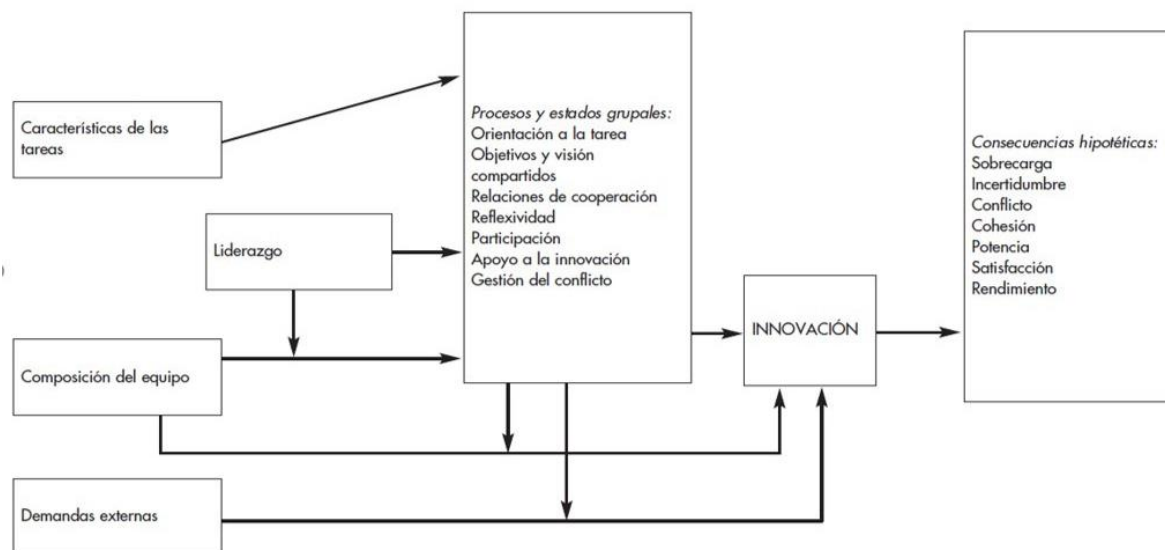 Características de las
tareas
Liderazgo
Composición del equipo
Demandas externas
Procesos y estados grupales:
Orientación a la tarea
Objetivos y visión
compartidos
Relaciones de cooperación
Reflexividad
Participación
Apoyo a la innovación
Gestión del conflicto
INNOVACIÓN
Consecuencias hipotéticas:
Sobrecarga
Incertidumbre
Conflicto
Cohesión
Potencia
Satisfacción
Rendimiento